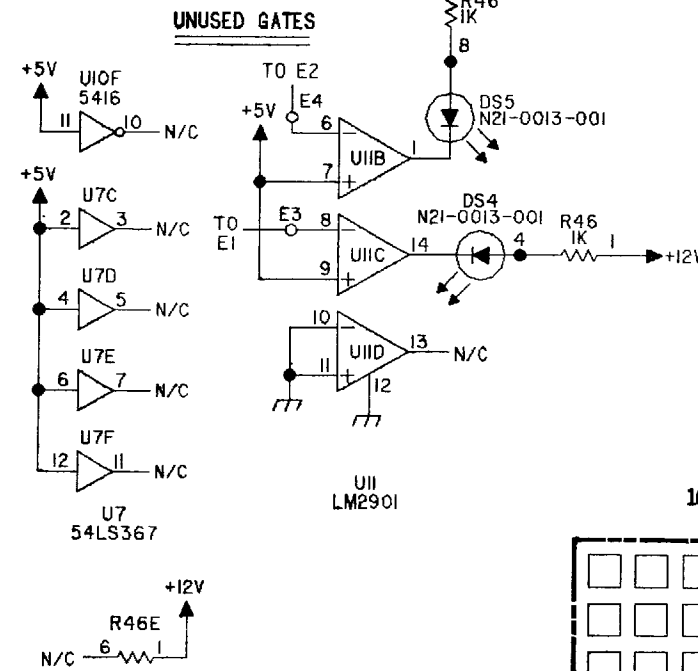 UNUSED GATES
R46
1K
8
DS5
N21-0013-001
+5V
U10F
5416
11 10 N/C
TO E2
E4
+5V
6
7
U11B
1
+5V
U7C
2 3 N/C
U7D
4 5 N/C
U7E
6 7 N/C
U7F
12 11 N/C
U7
54LS367
TO
E1
E3
8
9
U11C
14
DS4
N21-0013-001
4
R46
1K
1
+12V
10
11
U11D
13 N/C
12
U11
LM2901
+12V
R46E
N/C 6 1